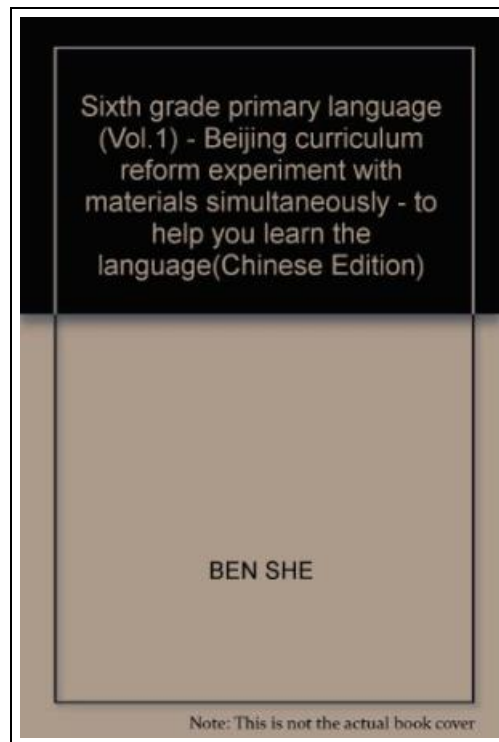 Sixth grade primary language
(Vol.1) - Beijing curriculum
reform experiment with
materials simultaneously - to
help you learn the
language(Chinese Edition)
BEN SHE
Note: This is not the actual book cover